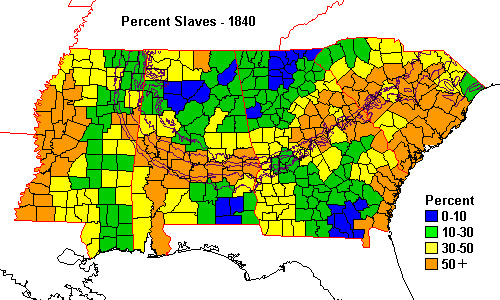 Percent Slaves - 1840
Percent
0-10
10-30
30-50
50+